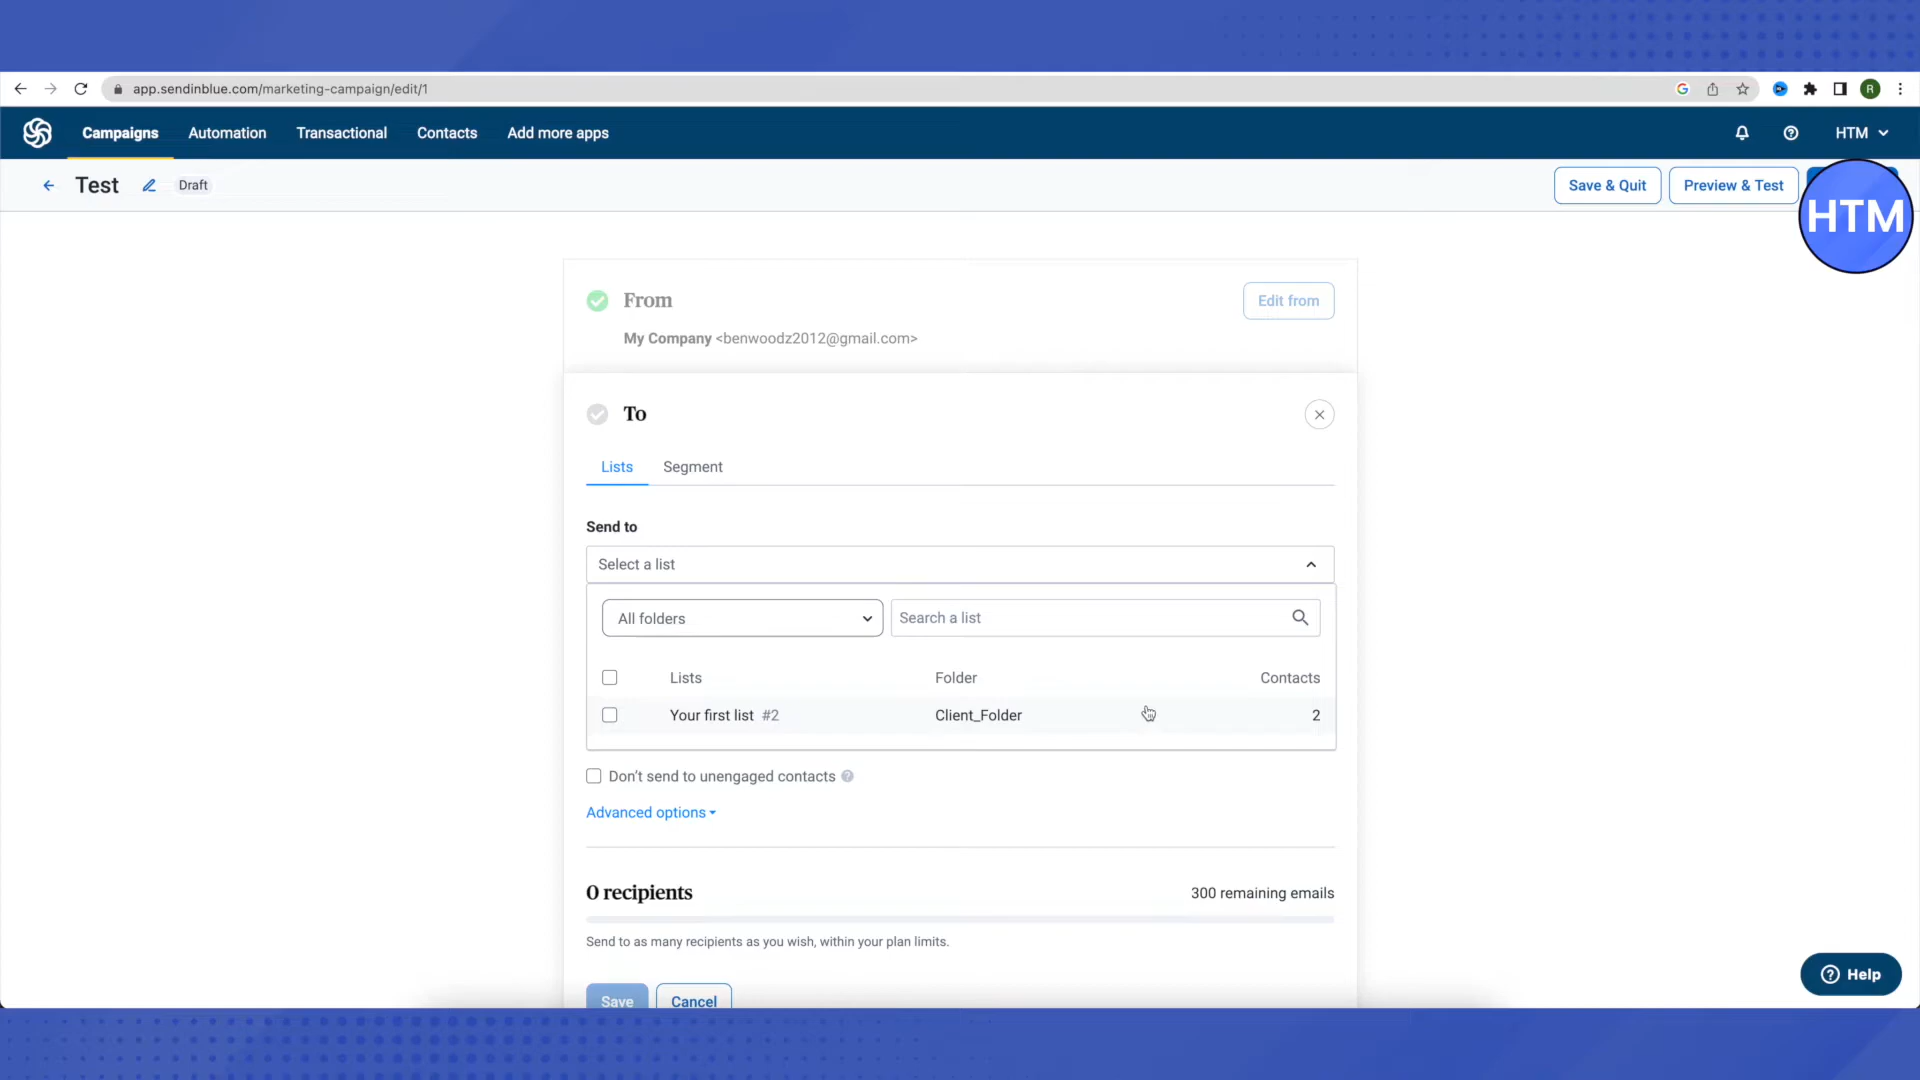 app.sendinblue.com/marketing-campaign/edit/1
R
Campaigns Automation Transactional Contacts Add more apps
HTM
Test Draft
Save & Quit Preview & Test
HTM
From
Edit from
My Company <benwoodz2012@gmail.com>
To
Lists Segment
Send to
Select a list
All folders Search a list
Lists Folder Contacts
Your first list #2 Client_Folder 2
Don't send to unengaged contacts ?
Advanced options
0 recipients 300 remaining emails
Send to as many recipients as you wish, within your plan limits.
Help
Save Cancel